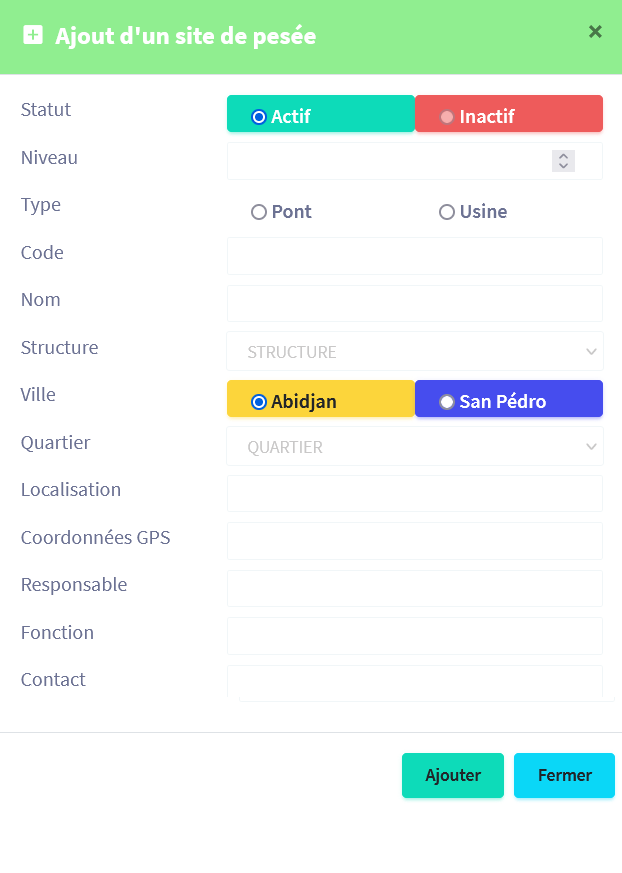 Ajout d'un site de pesée ×
Statut Actif Inactif
Niveau
Type Pont Usine
Code
Nom
Structure STRUCTURE
Ville Abidjan San Pédro
Quartier QUARTIER
Localisation
Coordonnées GPS
Responsable
Fonction
Contact
Ajouter Fermer